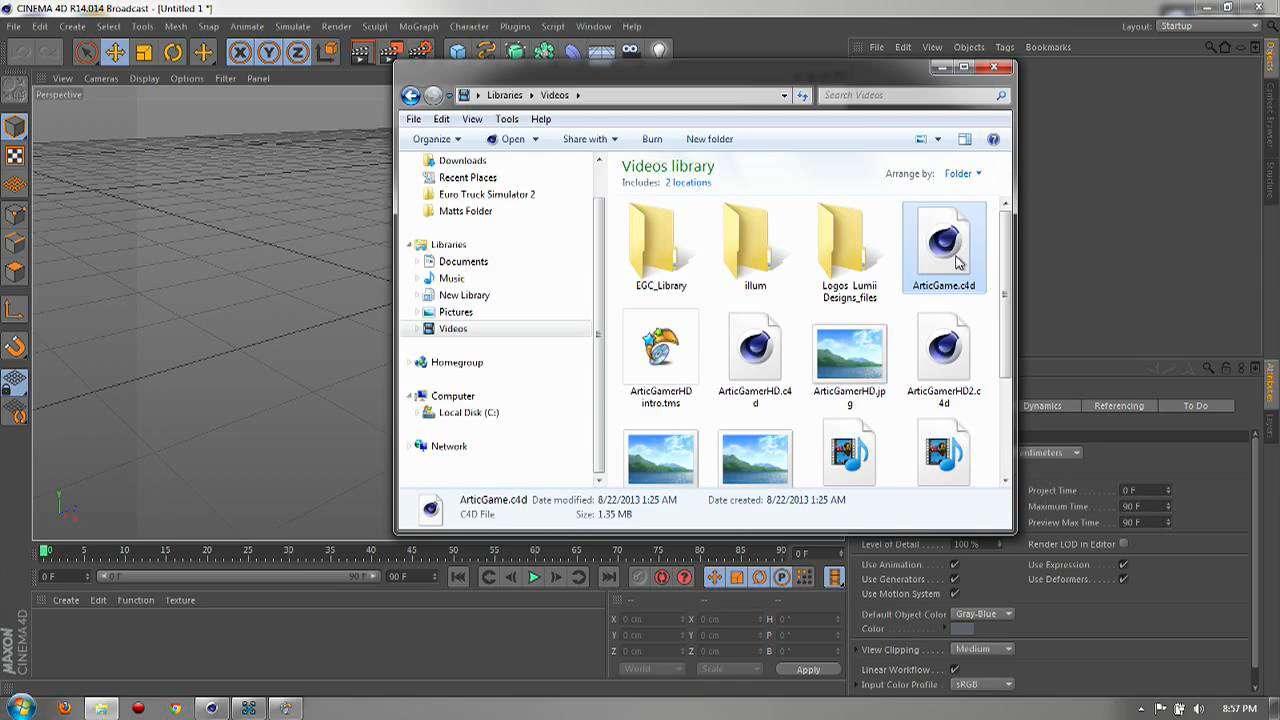 CINEMA 4D R14.014 Broadcast - [Untitled 1 *]
File Edit Create Select Tools Mesh Snap Animate Simulate Render Sculpt MoGraph Character Plugins Script Window Help
Layout: Startup
View Cameras Display Options Filter Panel
File Edit View Objects Tags Bookmarks
Perspective
Libraries Videos
Search Videos
File Edit View Tools Help
Organize Open Share with Burn New folder
Downloads
Recent Places
Euro Truck Simulator 2
Matts Folder
Libraries
Documents
Music
New Library
Pictures
Videos
Homegroup
Computer
Local Disk (C:)
Network
Videos library
Includes: 2 locations
Arrange by: Folder
EGC_Library
illum
Logos Lumii
Designs_files
ArticGame.c4d
ArticGamerHD
intro.tms
ArticGamerHD.c4
d
ArticGamerHD.jp
g
ArticGamerHD2.c
4d
ArticGame.c4d Date modified: 8/22/2013 1:25 AM Date created: 8/22/2013 1:25 AM
C4D File Size: 1.35 MB
Objects
Content Browser
Structure
Attributes
Layers
Dynamics Referencing To Do
entimeters
Project Time 0 F
Maximum Time 90 F
Preview Max Time 90 F
Level of Detail 100 % Render LOD in Editor
Use Animation Use Expression
Use Generators Use Deformers
Use Motion System
Default Object Color Gray-Blue
Color
View Clipping Medium
Linear Workflow
Input Color Profile sRGB
Y
0 5 10 15 20 25 30 35 40 45 50 55 60 65 70 75 80 85 90 0 F
0 F 0 F 90 F 90 F
Create Edit Function Texture
-- -- --
X 0 cm X 0 cm H 0 °
Y 0 cm Y 0 cm P 0 °
Z 0 cm Z 0 cm B 0 °
World Scale Apply
MAXON
CINEMA 4D
8:57 PM